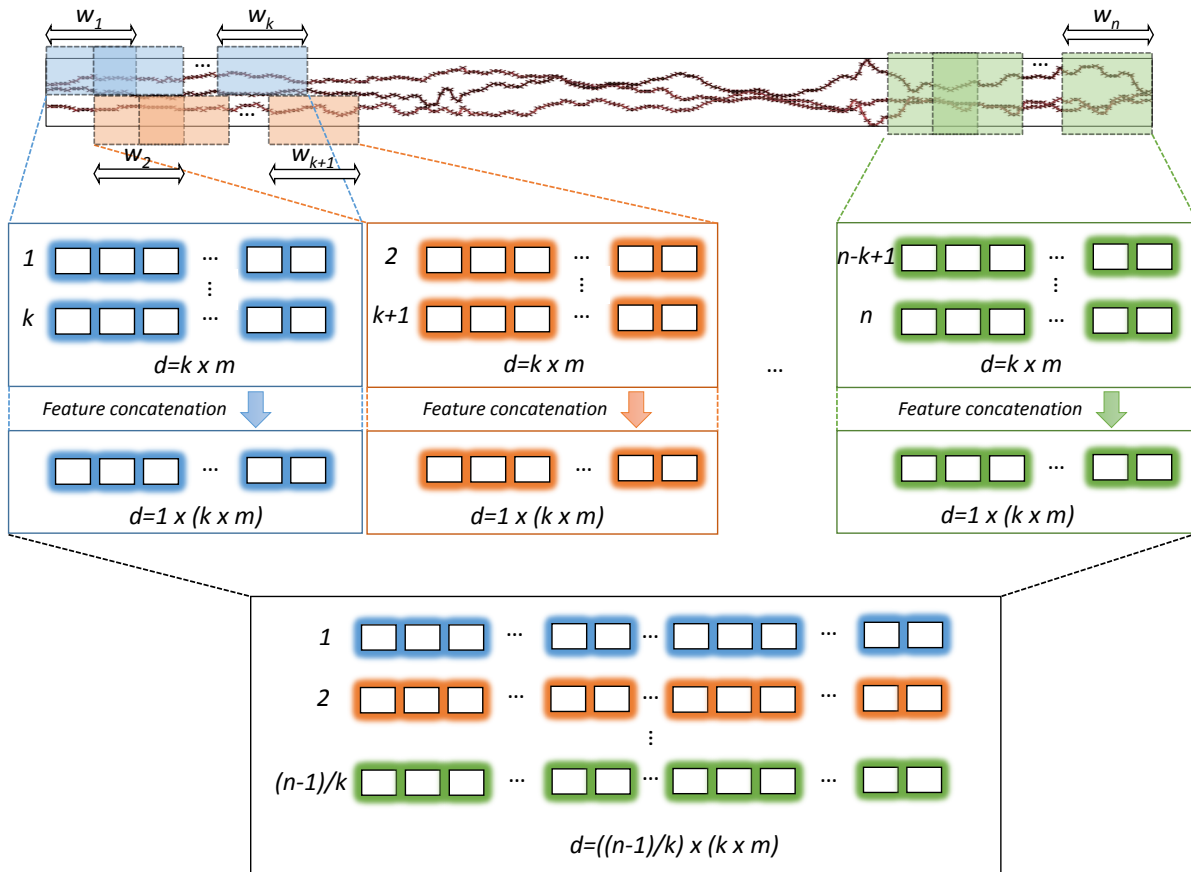 w1 wk wn
... ...
...
w2 wk+1
1 ... 2 ... n-k+1 ...
⋮ ⋮ ⋮
k ... k+1 ... n ...
d=k x m d=k x m d=k x m
...
Feature concatenation Feature concatenation Feature concatenation
... ... ...
d=1 x (k x m) d=1 x (k x m) d=1 x (k x m)
1 ... ... ...
2 ... ... ...
⋮
(n-1)/k ... ... ...
d=((n-1)/k) x (k x m)